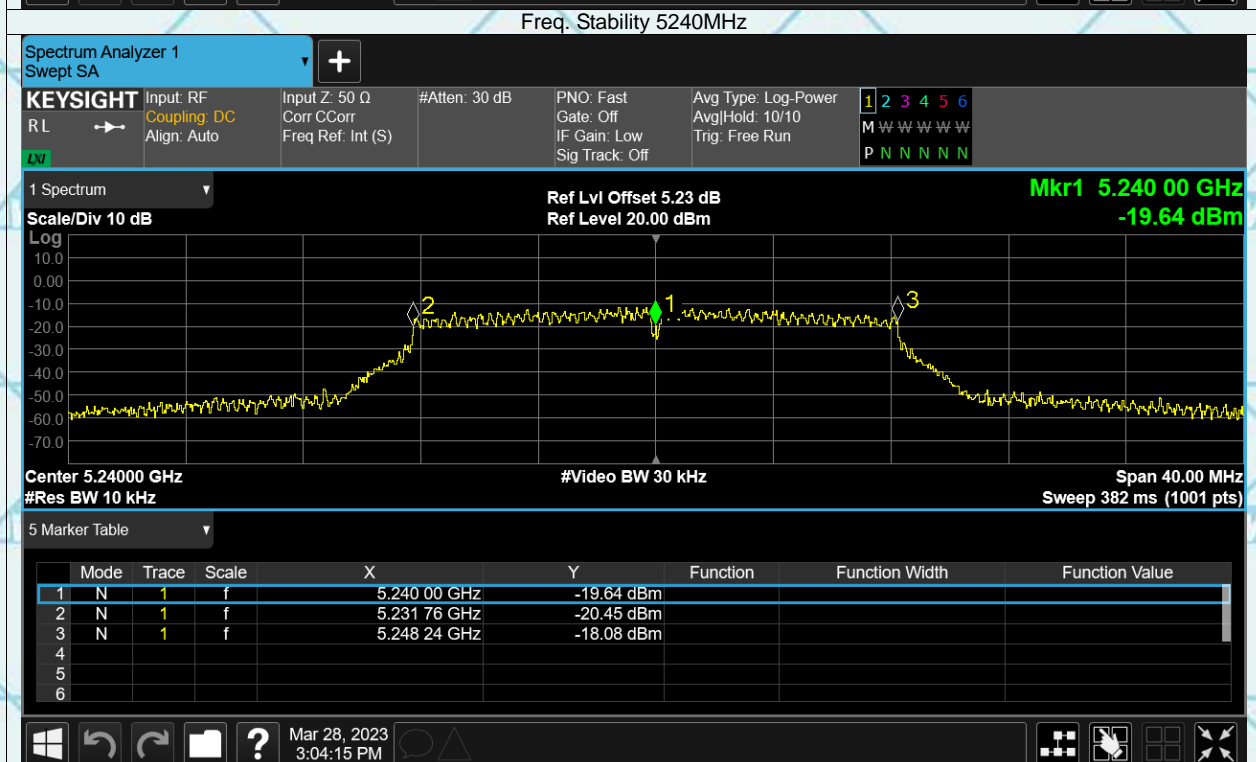 Freq. Stability 5240MHz
Spectrum Analyzer 1
Swept SA
+
KEYSIGHT
RL
LXI
Input: RF
Coupling: DC
Align: Auto
Input Z: 50 Ω
Corr CCorr
Freq Ref: Int (S)
#Atten: 30 dB
PNO: Fast
Gate: Off
IF Gain: Low
Sig Track: Off
Avg Type: Log-Power
Avg|Hold: 10/10
Trig: Free Run
1 2 3 4 5 6
M W W W W W
P N N N N N
1 Spectrum
Scale/Div 10 dB
Ref Lvl Offset 5.23 dB
Ref Level 20.00 dBm
Mkr1 5.240 00 GHz
-19.64 dBm
Log
10.0
0.00
-10.0
-20.0
-30.0
-40.0
-50.0
-60.0
-70.0
2
1
3
Center 5.24000 GHz
#Video BW 30 kHz
Span 40.00 MHz
#Res BW 10 kHz
Sweep 382 ms (1001 pts)
5 Marker Table
Mode Trace Scale X Y Function Function Width Function Value
1 N 1 f 5.240 00 GHz -19.64 dBm
2 N 1 f 5.231 76 GHz -20.45 dBm
3 N 1 f 5.248 24 GHz -18.08 dBm
4
5
6
?
Mar 28, 2023
3:04:15 PM